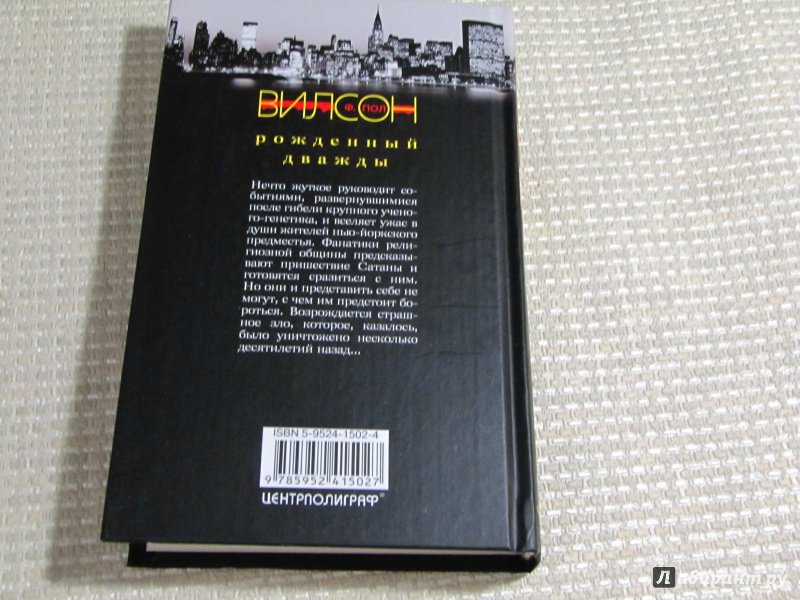 ВИЛСОН
Ф. ПОЛ
рожденный
дважды
Нечто жуткое руководит со-
бытиями, развернувшимися
после гибели крупного учено-
го-генетика, и вселяет ужас в
души жителей нью-йоркского
предместья. Фанатики рели-
гиозной общины предсказы-
вают пришествие Сатаны и
готовятся сразиться с ним.
Но они и представить себе не
могут, с чем им предстоит бо-
роться. Возрождается страш-
ное зло, которое, казалось,
было уничтожено несколько
десятилетий назад...
ISBN 5-9524-1502-4
9 785952 415027
ЦЕНТРПОЛИГРАФ®
Л Лабиринт.ру